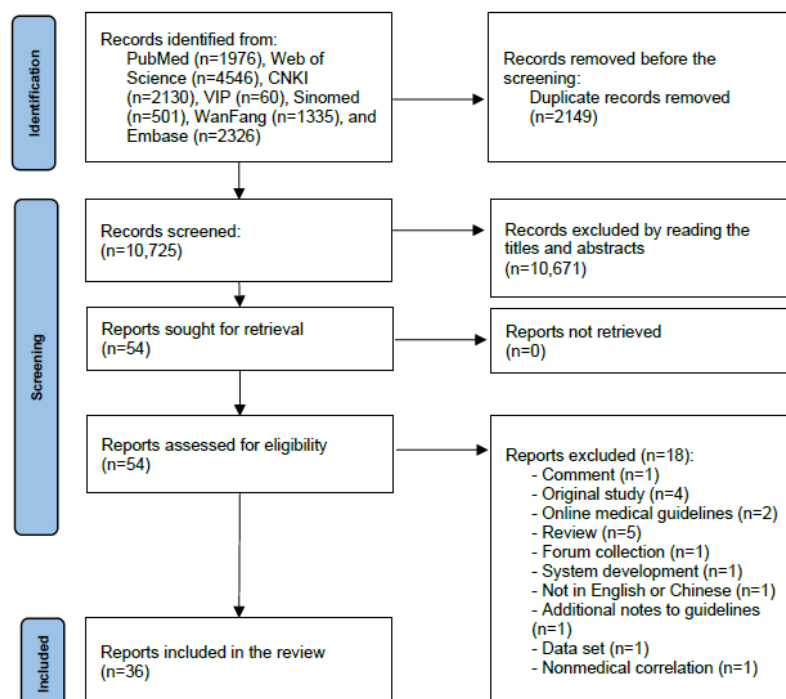 Identification
Records identified from:
PubMed (n=1976), Web of
Science (n=4546), CNKI
(n=2130), VIP (n=60), Sinomed
(n=501), WanFang (n=1335), and
Embase (n=2326)
Records removed before the
screening:
Duplicate records removed
(n=2149)
Screening
Records screened:
(n=10,725)
Records excluded by reading the
titles and abstracts
(n=10,671)
Reports sought for retrieval
(n=54)
Reports not retrieved
(n=0)
Reports assessed for eligibility
(n=54)
Reports excluded (n=18):
- Comment (n=1)
- Original study (n=4)
- Online medical guidelines (n=2)
- Review (n=5)
- Forum collection (n=1)
- System development (n=1)
- Not in English or Chinese (n=1)
- Additional notes to guidelines
(n=1)
- Data set (n=1)
- Nonmedical correlation (n=1)
Included
Reports included in the review
(n=36)